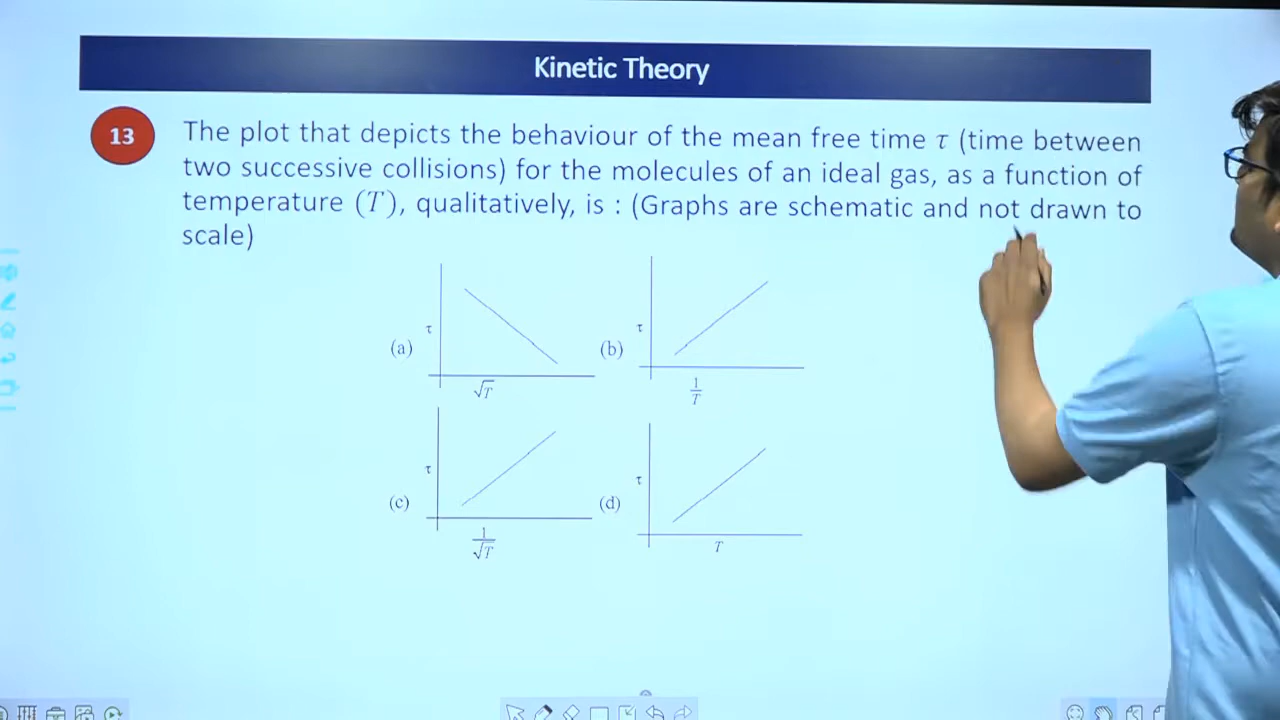 Kinetic Theory
13
The plot that depicts the behaviour of the mean free time τ (time between
two successive collisions) for the molecules of an ideal gas, as a function of
temperature (T), qualitatively, is : (Graphs are schematic and not drawn to
scale)
(a) τ √T
(b) τ 1/T
(c) τ 1/√T
(d) τ T